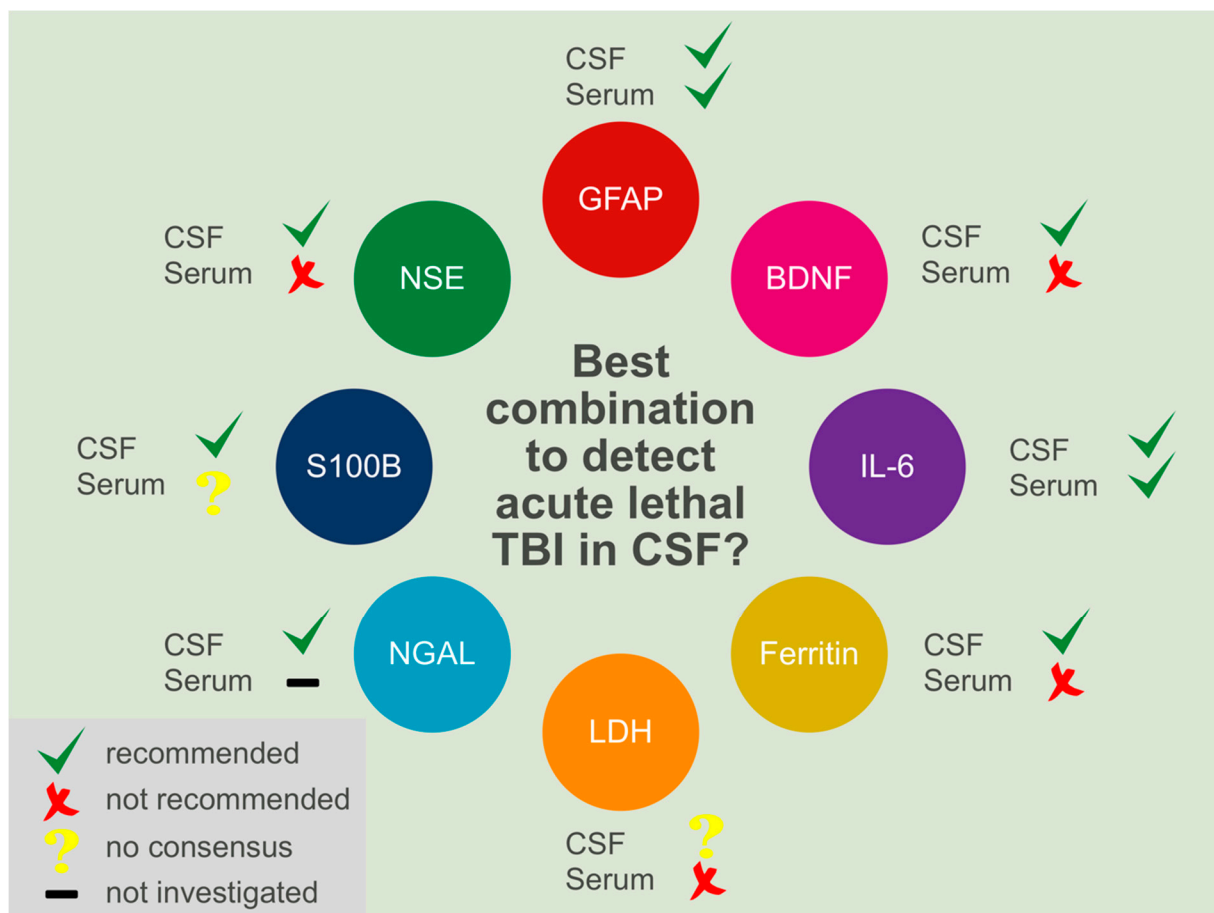 CSF
Serum
GFAP
CSF
Serum
NSE
BDNF
CSF
Serum
Best
combination
to detect
acute lethal
TBI in CSF?
CSF
Serum
S100B
IL-6
CSF
Serum
CSF
Serum
NGAL
Ferritin
CSF
Serum
LDH
CSF
Serum
recommended
not recommended
no consensus
not investigated